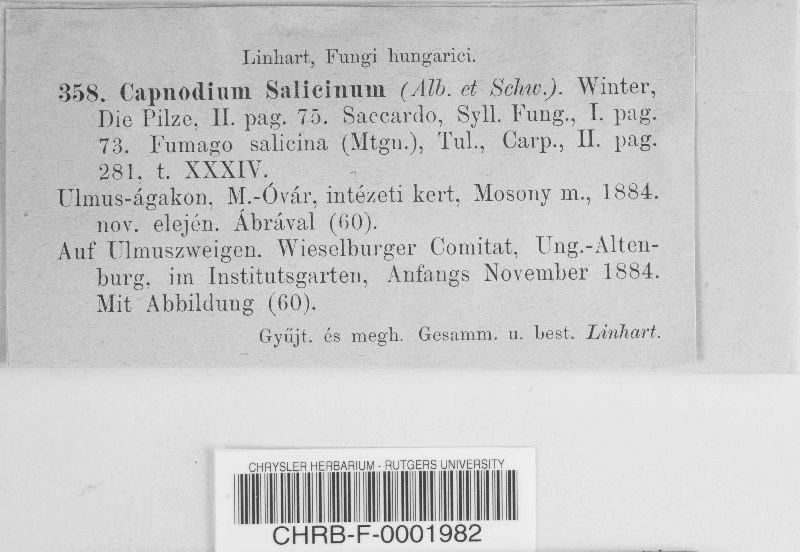 Linhart, Fungi hungarici.
358. Capnodium Salicinum (Alb. et Schw.). Winter,
Die Pilze, II. pag. 75. Saccardo, Syll. Fung., I. pag.
73. Fumago salicina (Mtgn.), Tul., Carp., II. pag.
281, t. XXXIV.
Ulmus-ágakon, M.-Óvár, intézeti kert, Mosony m., 1884.
nov. elején. Ábrával (60).
Auf Ulmuszweigen. Wieselburger Comitat, Ung.-Alten-
burg, im Institutsgarten, Anfangs November 1884.
Mit Abbildung (60).
Gyűjt. és megh. Gesamm. u. best. Linhart.
CHRYSLER HERBARIUM - RUTGERS UNIVERSITY
CHRB-F-0001982